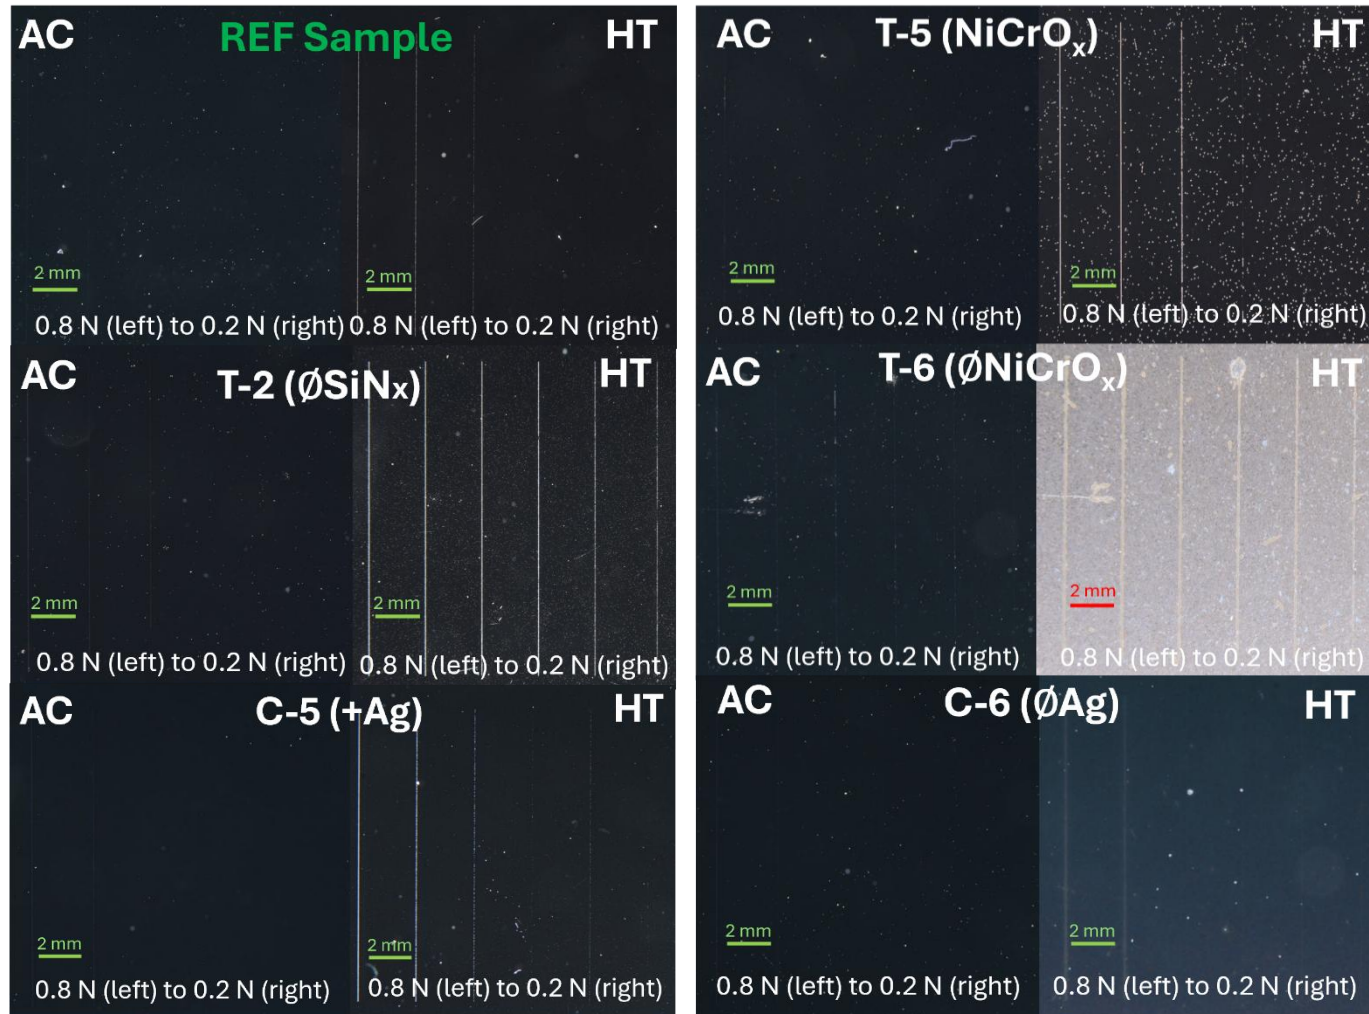 AC REF Sample HT
2 mm 2 mm
0.8 N (left) to 0.2 N (right) 0.8 N (left) to 0.2 N (right)
AC T-5 (NiCrOₓ) HT
2 mm 2 mm
0.8 N (left) to 0.2 N (right) 0.8 N (left) to 0.2 N (right)
AC T-2 (ØSiNx) HT
2 mm 2 mm
0.8 N (left) to 0.2 N (right) 0.8 N (left) to 0.2 N (right)
AC T-6 (ØNiCrOₓ) HT
2 mm 2 mm
0.8 N (left) to 0.2 N (right) 0.8 N (left) to 0.2 N (right)
AC C-5 (+Ag) HT
2 mm 2 mm
0.8 N (left) to 0.2 N (right) 0.8 N (left) to 0.2 N (right)
AC C-6 (ØAg) HT
2 mm 2 mm
0.8 N (left) to 0.2 N (right) 0.8 N (left) to 0.2 N (right)